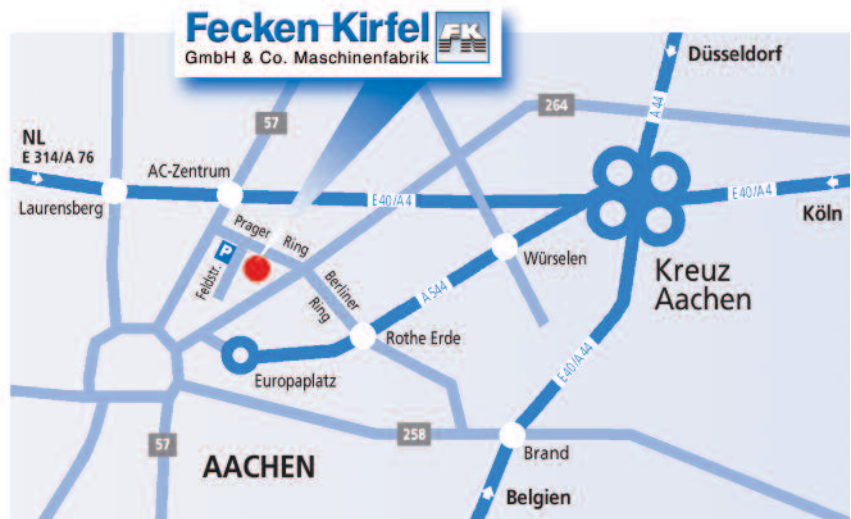 Fecken-Kirfel
FK
GmbH & Co. Maschinenfabrik
Düsseldorf
A 44
264
57
NL
E 314/A 76
AC-Zentrum
Laurensberg
E40/A4
E40/A4
Köln
Prager Ring
P
Feldstr.
Würselen
Kreuz
Aachen
Berliner
Ring
A 544
Rothe Erde
Europaplatz
E40/A44
258
57
Brand
AACHEN
Belgien